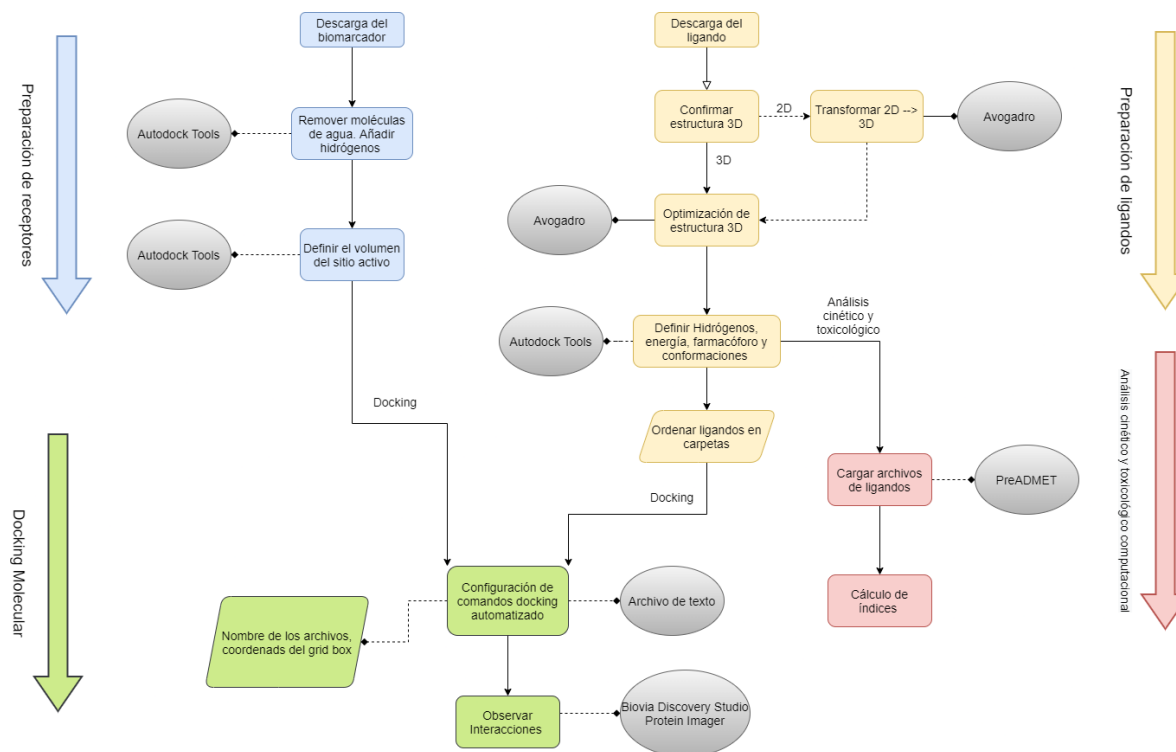 Descarga del
biomarcador
Descarga del
ligando
Preparación de receptores
Preparación de ligandos
Autodock Tools
Remover moléculas
de agua. Añadir
hidrógenos
Confirmar
estructura 3D
2D
Transformar 2D -->
3D
Avogadro
3D
Avogadro
Optimización de
estructura 3D
Autodock Tools
Definir el volumen
del sitio activo
Análisis
cinético y
toxicológico
Autodock Tools
Definir Hidrógenos,
energía, farmacóforo y
conformaciones
Docking
Ordenar ligandos en
carpetas
Análisis cinético y toxicológico computacional
Cargar archivos
de ligandos
PreADMET
Docking
Docking Molecular
Configuración de
comandos docking
automatizado
Archivo de texto
Cálculo de
índices
Nombre de los archivos,
coordenads del grid box
Observar
Interacciones
Biovia Discovery Studio
Protein Imager